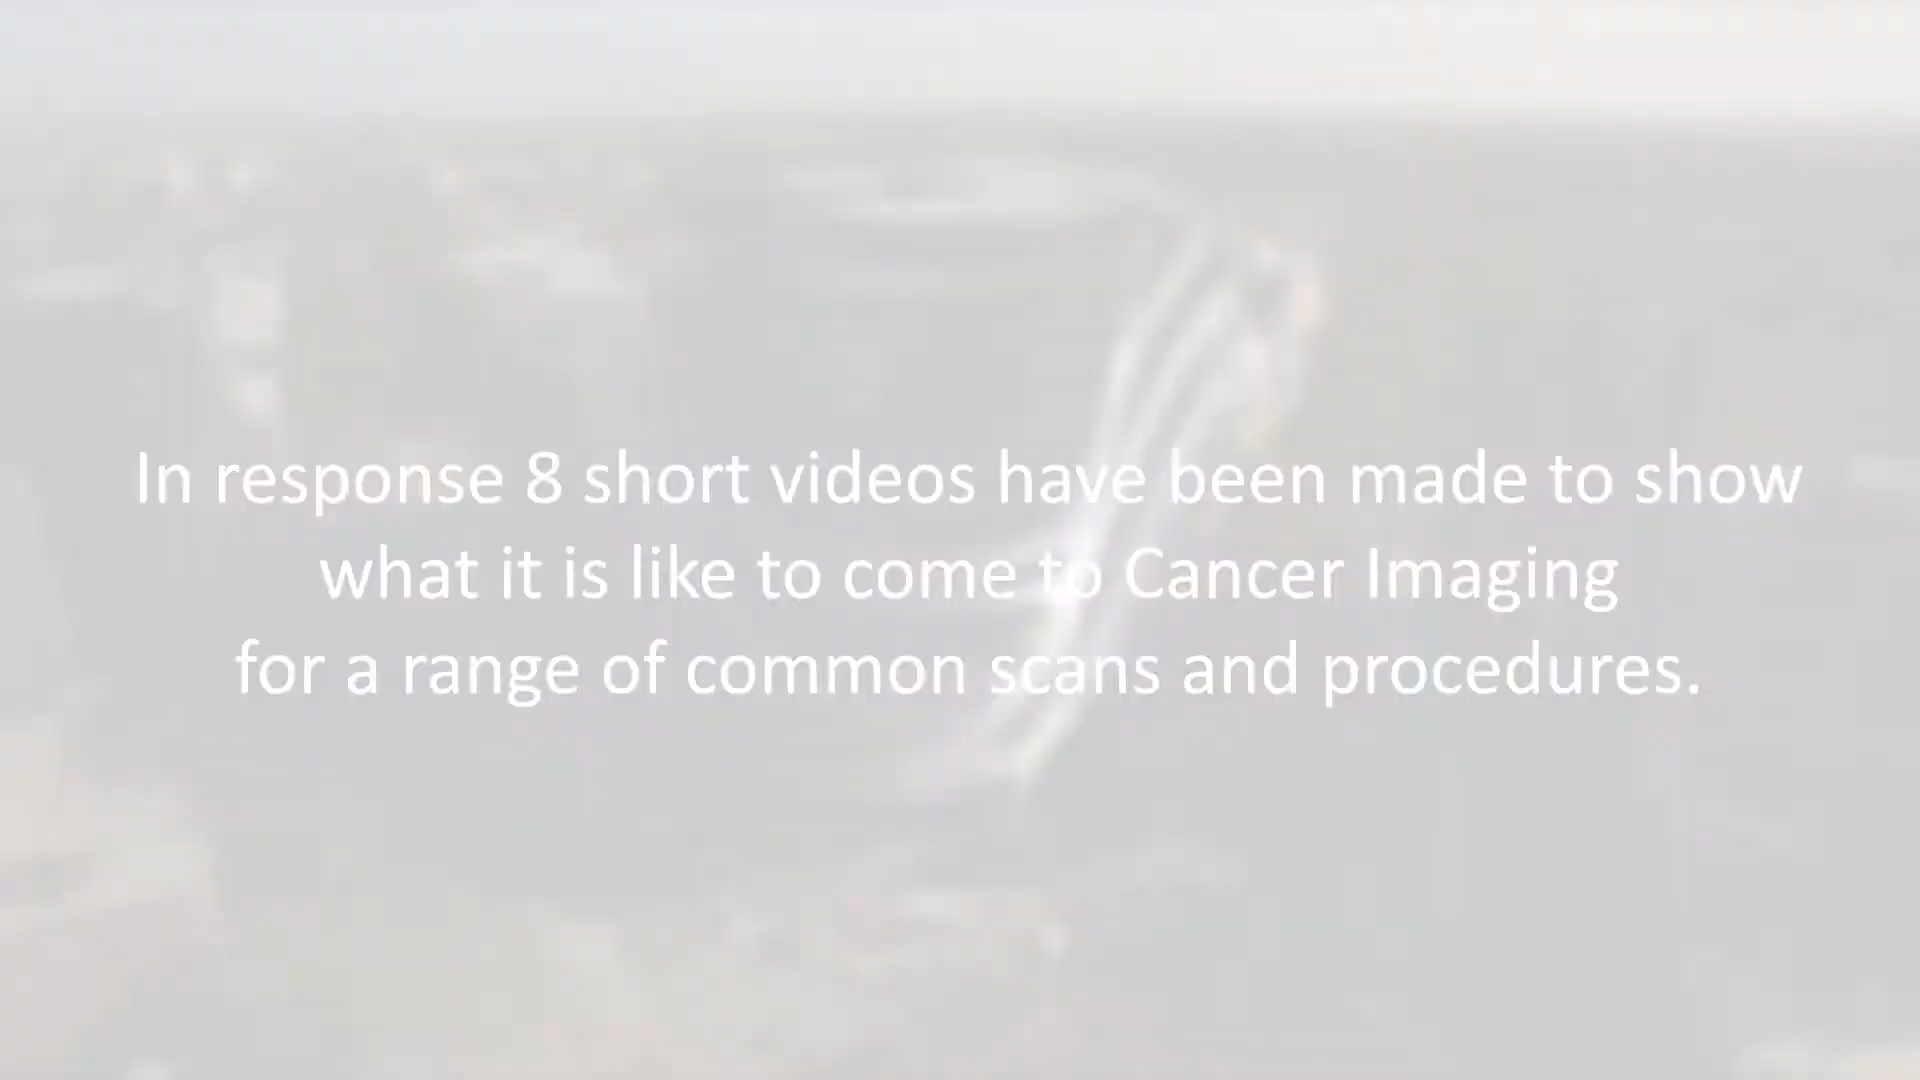 In response 8 short videos have been made to show
what it is like to come to Cancer Imaging
for a range of common scans and procedures.